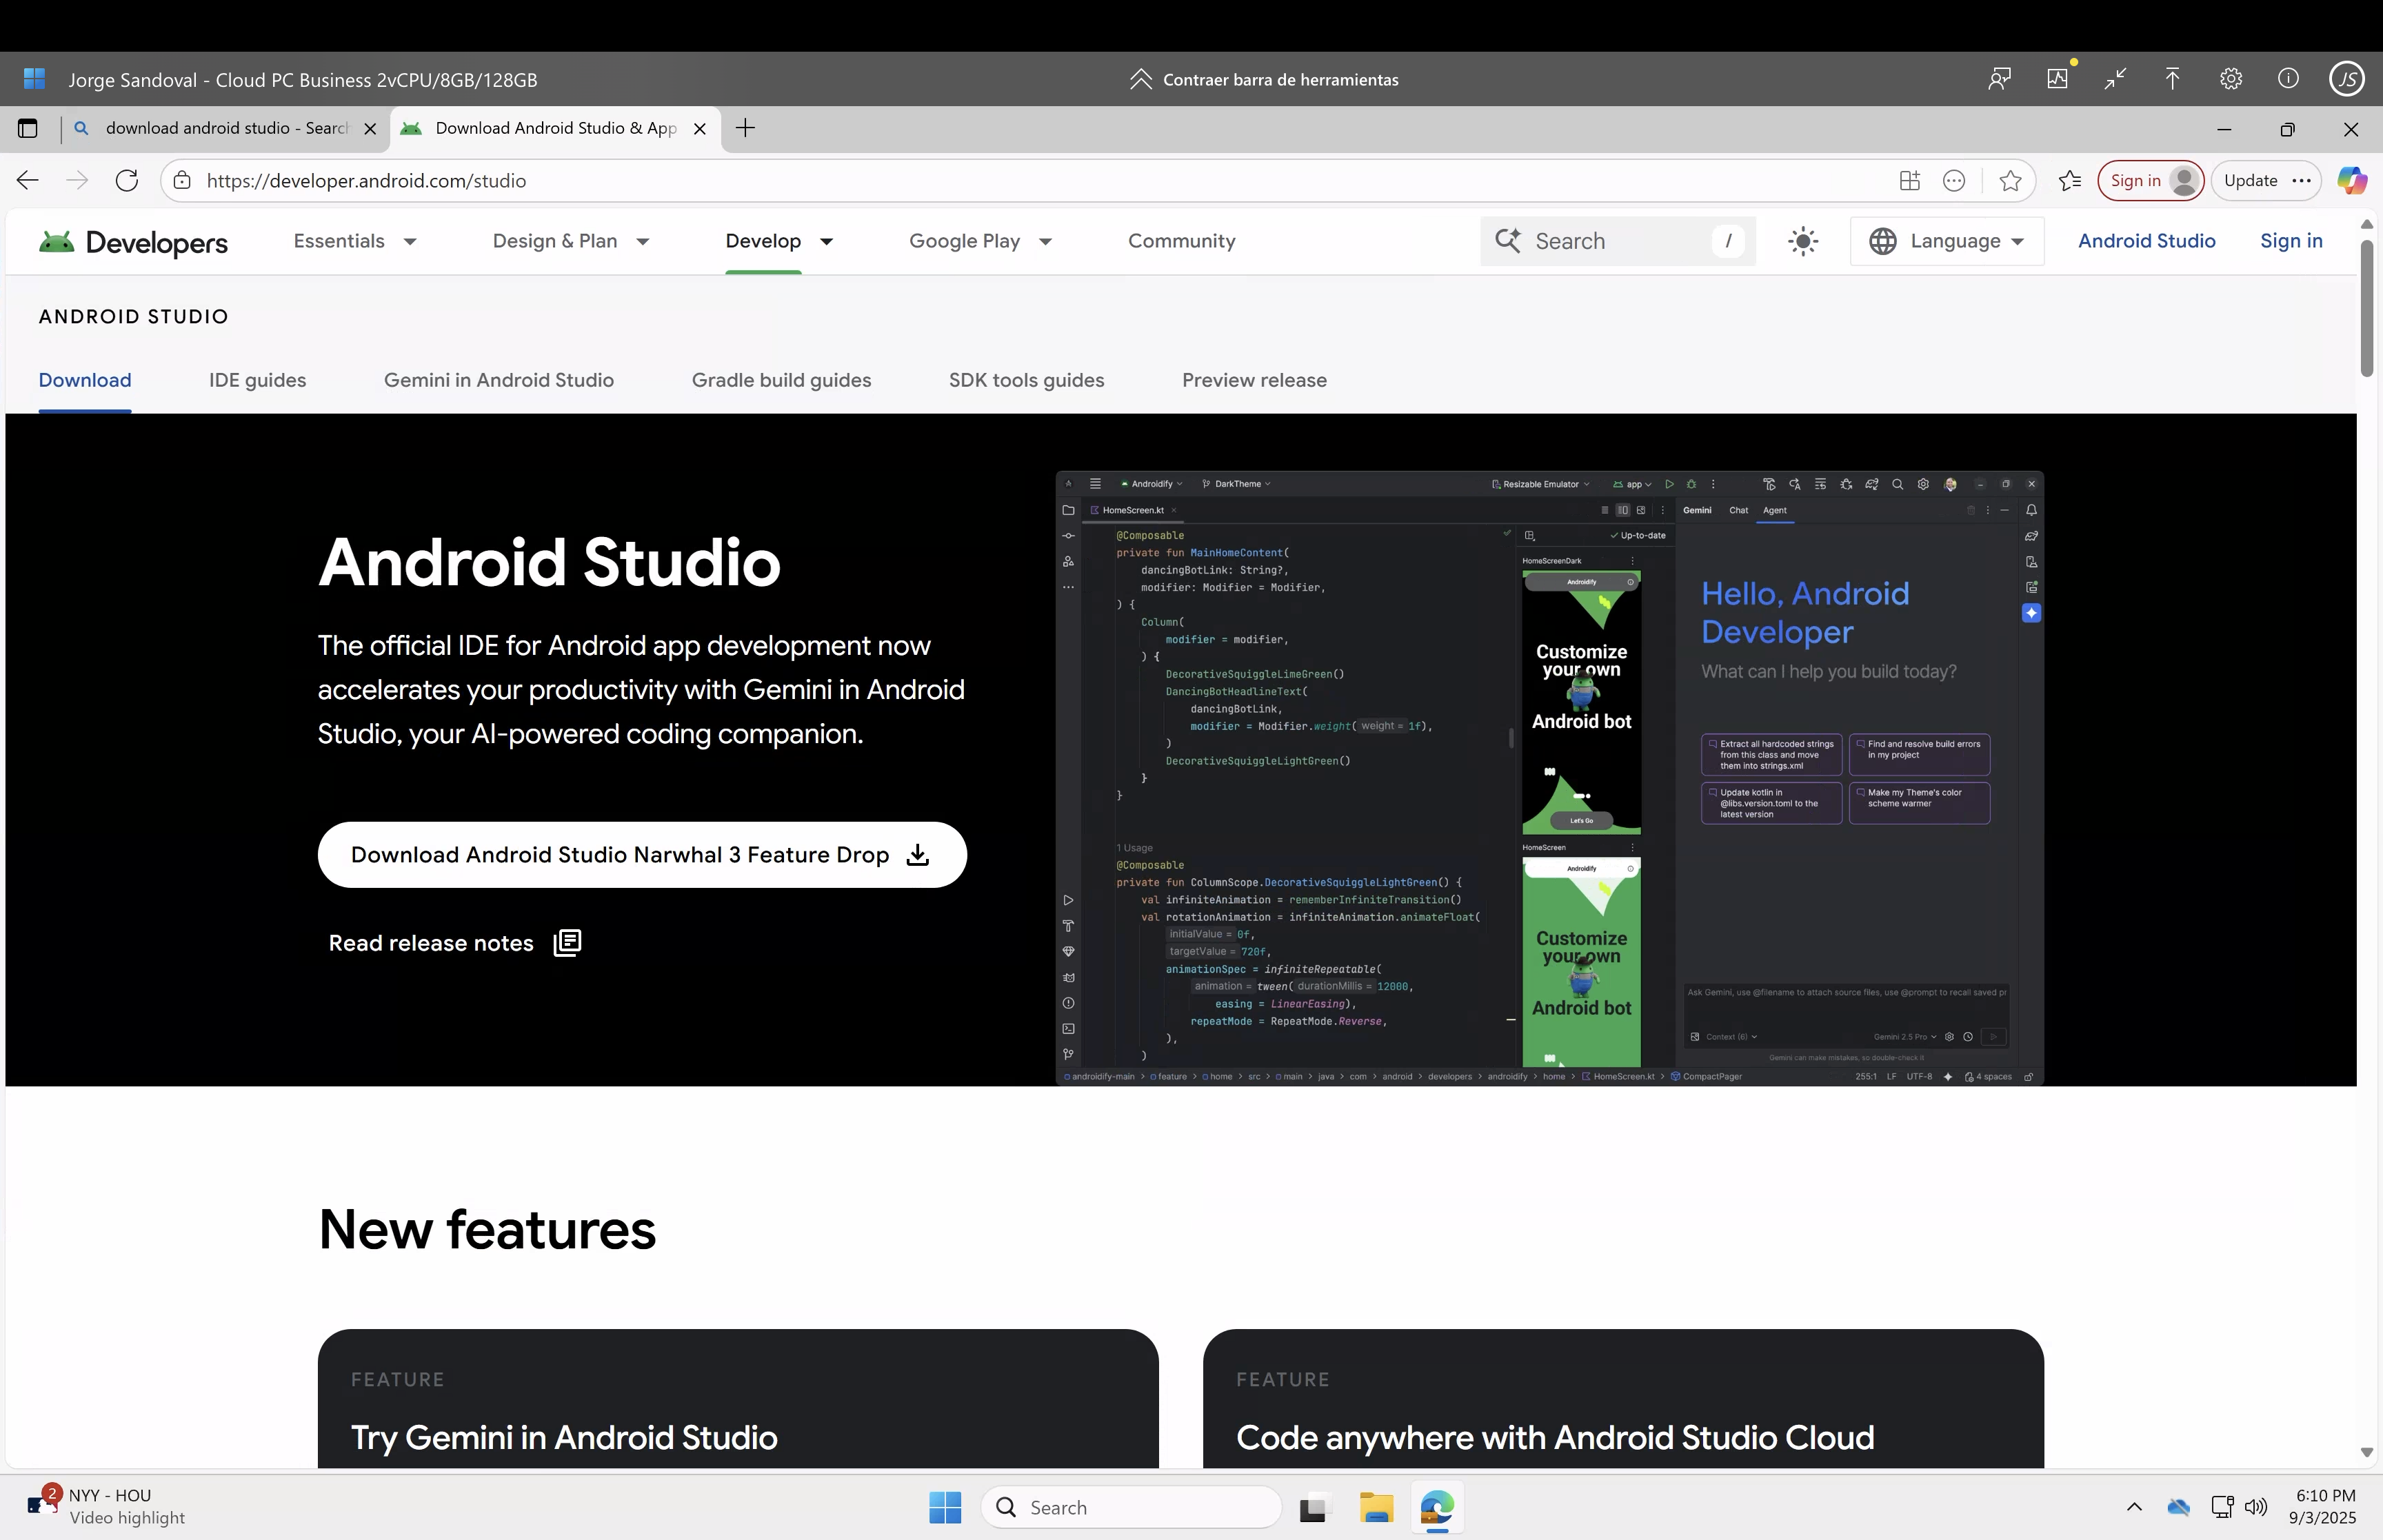 Jorge Sandoval - Cloud PC Business 2vCPU/8GB/128GB
Contraer barra de herramientas
JS
download android studio - Search
Download Android Studio & App
https://developer.android.com/studio
Sign in
Update
Developers
Essentials
Design & Plan
Develop
Google Play
Community
Search
/
Language
Android Studio
Sign in
ANDROID STUDIO
Download
IDE guides
Gemini in Android Studio
Gradle build guides
SDK tools guides
Preview release
Android Studio
The official IDE for Android app development now
accelerates your productivity with Gemini in Android
Studio, your AI-powered coding companion.
Download Android Studio Narwhal 3 Feature Drop
Read release notes
Androidify
DarkTheme
Resizable Emulator
app
HomeScreen.kt
@Composable
private fun MainHomeContent(
dancingBotLink: String?,
modifier: Modifier = Modifier,
) {
Column(
modifier = modifier,
) {
DecorativeSquiggleLimeGreen()
DancingBotHeadlineText(
dancingBotLink,
modifier = Modifier.weight( weight = 1f),
)
DecorativeSquiggleLightGreen()
}
}
1 Usage
@Composable
private fun ColumnScope.DecorativeSquiggleLightGreen() {
val infiniteAnimation = rememberInfiniteTransition()
val rotationAnimation = infiniteAnimation.animateFloat(
initialValue = 0f,
targetValue = 720f,
animationSpec = infiniteRepeatable(
animation = tween( durationMillis = 12000,
easing = LinearEasing),
repeatMode = RepeatMode.Reverse,
),
)
Up-to-date
HomeScreenDark
Androidify
Customize
your own
Android bot
Let's Go
HomeScreen
Androidify
Customize
your own
Android bot
Gemini
Chat
Agent
Hello, Android
Developer
What can I help you build today?
Extract all hardcoded strings
from this class and move
them into strings.xml
Find and resolve build errors
in my project
Update kotlin in
@libs.version.toml to the
latest version
Make my Theme's color
scheme warmer
Ask Gemini, use @filename to attach source files, use @prompt to recall saved pr
Context (6)
Gemini 2.5 Pro
Gemini can make mistakes, so double-check it
androidify-main > feature > home > src > main > java > com > android > developers > androidify > home > HomeScreen.kt > CompactPager
255:1 LF UTF-8 4 spaces
New features
FEATURE
Try Gemini in Android Studio
FEATURE
Code anywhere with Android Studio Cloud
2
NYY - HOU
Video highlight
Search
6:10 PM
9/3/2025